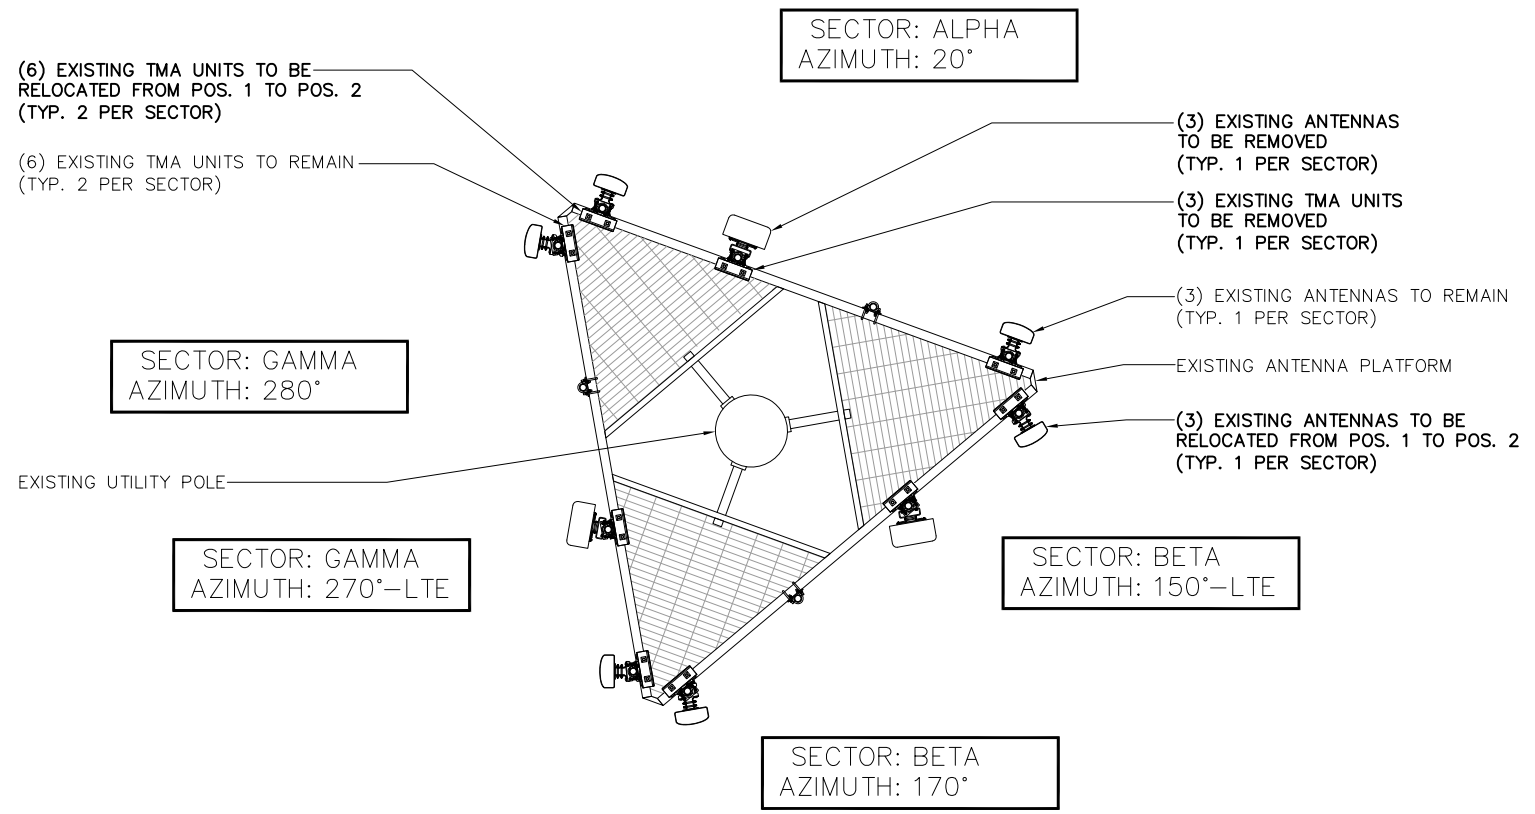 SECTOR: ALPHA
AZIMUTH: 20°
(6) EXISTING TMA UNITS TO BE
RELOCATED FROM POS. 1 TO POS. 2
(TYP. 2 PER SECTOR)
(6) EXISTING TMA UNITS TO REMAIN
(TYP. 2 PER SECTOR)
(3) EXISTING ANTENNAS
TO BE REMOVED
(TYP. 1 PER SECTOR)
(3) EXISTING TMA UNITS
TO BE REMOVED
(TYP. 1 PER SECTOR)
(3) EXISTING ANTENNAS TO REMAIN
(TYP. 1 PER SECTOR)
EXISTING ANTENNA PLATFORM
(3) EXISTING ANTENNAS TO BE
RELOCATED FROM POS. 1 TO POS. 2
(TYP. 1 PER SECTOR)
SECTOR: GAMMA
AZIMUTH: 280°
EXISTING UTILITY POLE
SECTOR: GAMMA
AZIMUTH: 270°-LTE
SECTOR: BETA
AZIMUTH: 150°-LTE
SECTOR: BETA
AZIMUTH: 170°